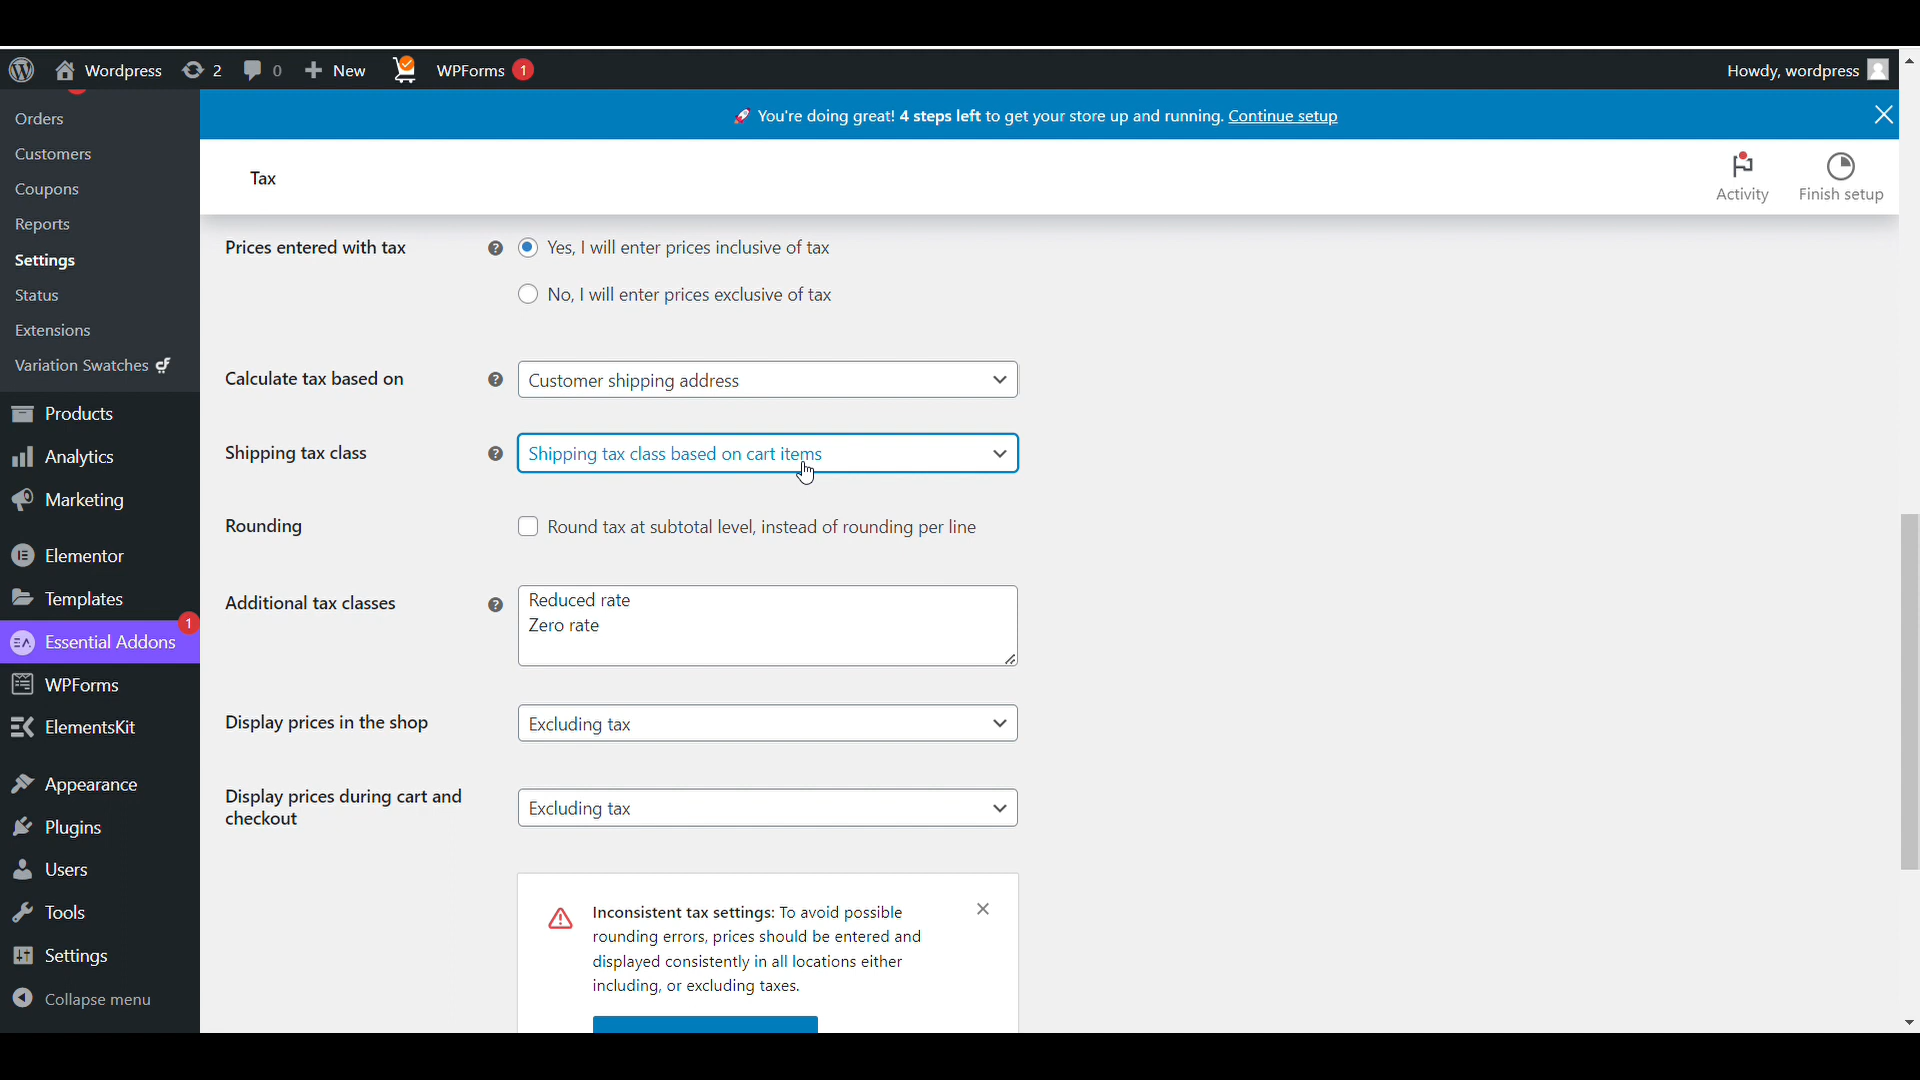 Wordpress 2 0 New WPForms 1 Howdy, wordpress
Orders
Customers
Coupons
Reports
Settings
Status
Extensions
Variation Swatches
Products
Analytics
Marketing
Elementor
Templates
Essential Addons 1
WPForms
ElementsKit
Appearance
Plugins
Users
Tools
Settings
Collapse menu
🚀 You're doing great! 4 steps left to get your store up and running. Continue setup
Tax
Activity
Finish setup
Prices entered with tax
Yes, I will enter prices inclusive of tax
No, I will enter prices exclusive of tax
Calculate tax based on
Customer shipping address
Shipping tax class
Shipping tax class based on cart items
Rounding
Round tax at subtotal level, instead of rounding per line
Additional tax classes
Reduced rate
Zero rate
Display prices in the shop
Excluding tax
Display prices during cart and
checkout
Excluding tax
Inconsistent tax settings: To avoid possible
rounding errors, prices should be entered and
displayed consistently in all locations either
including, or excluding taxes.